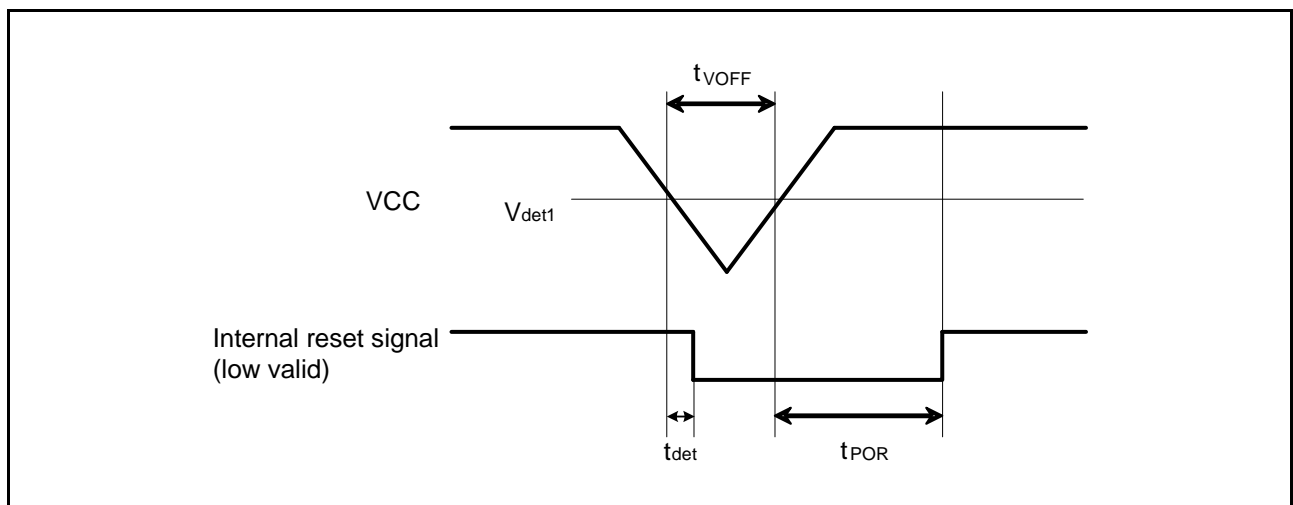 tVOFF
VCC
Vdet1
Internal reset signal
(low valid)
tdet
tPOR